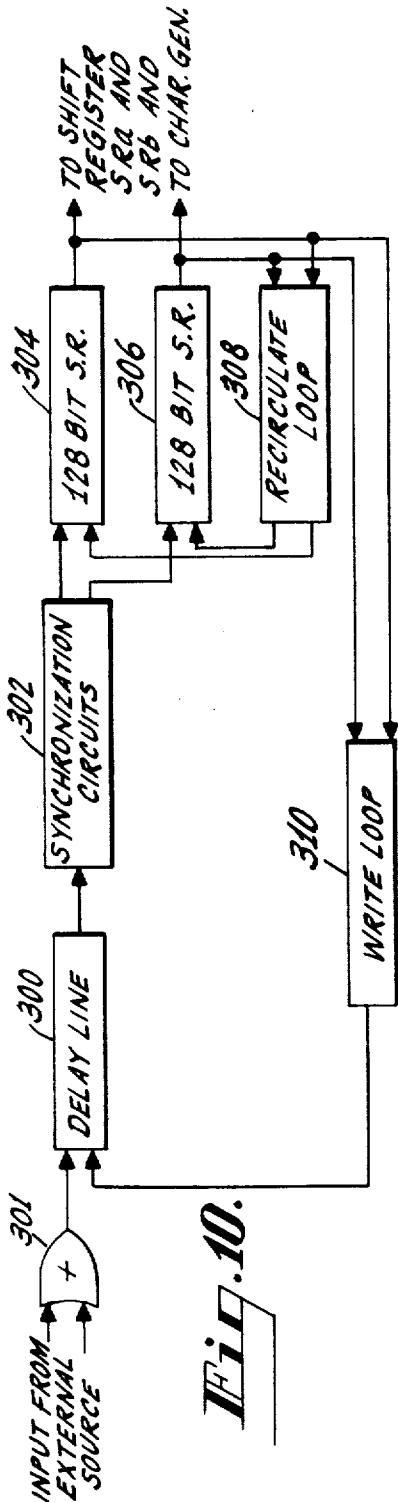 INPUT FROM
EXTERNAL
SOURCE
301
+
300
DELAY LINE
302
SYNCHRONIZATION
CIRCUITS
304
128 BIT S.R.
306
128 BIT S.R.
308
RECIRCULATE
LOOP
310
WRITE LOOP
TO SHIFT
REGISTER
SRa AND
SRb AND
TO CHAR. GEN.
Fig. 10.